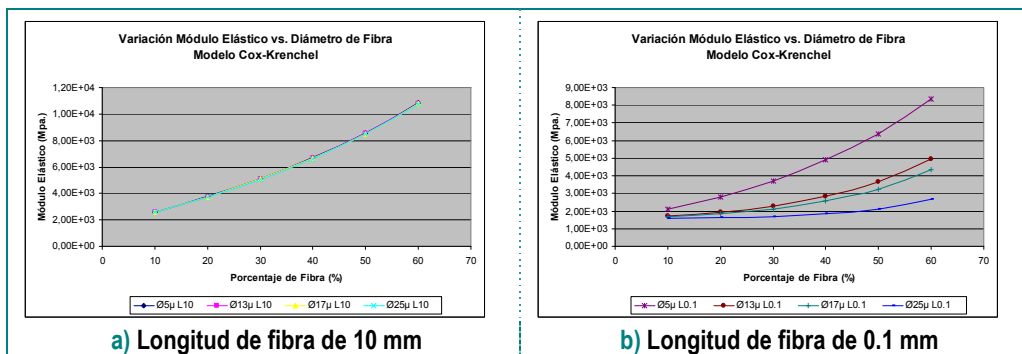 Variación Módulo Elástico vs. Diámetro de Fibra
Modelo Cox-Krenchel
Módulo Elástico (Mpa.)
1,20E+04
1,00E+04
8,00E+03
6,00E+03
4,00E+03
2,00E+03
0,00E+00
0 10 20 30 40 50 60 70
Porcentaje de Fibra (%)
Ø5µ L10 Ø13µ L10 Ø17µ L10 Ø25µ L10
a) Longitud de fibra de 10 mm
Variación Módulo Elástico vs. Diámetro de Fibra
Modelo Cox-Krenchel
Módulo Elástico (Mpa.)
9,00E+03
8,00E+03
7,00E+03
6,00E+03
5,00E+03
4,00E+03
3,00E+03
2,00E+03
1,00E+03
0,00E+00
0 10 20 30 40 50 60 70
Porcentaje de Fibra (%)
Ø5µ L0.1 Ø13µ L0.1 Ø17µ L0.1 Ø25µ L0.1
b) Longitud de fibra de 0.1 mm